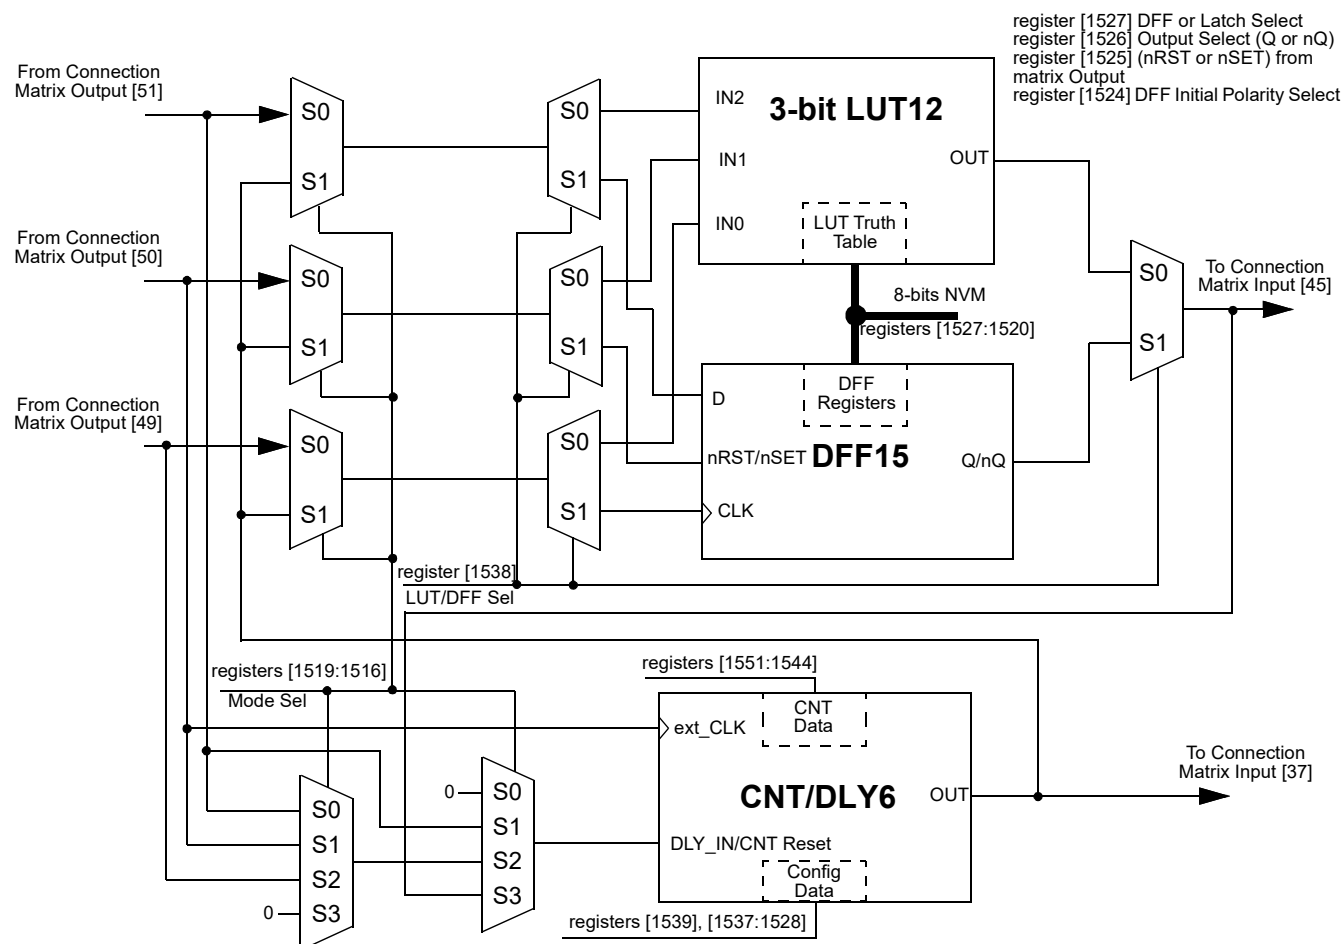 register [1527] DFF or Latch Select
register [1526] Output Select (Q or nQ)
register [1525] (nRST or nSET) from
matrix Output
register [1524] DFF Initial Polarity Select
From Connection
Matrix Output [51]
S0
S1
S0
S1
IN2
3-bit LUT12
IN1
OUT
IN0
LUT Truth
Table
From Connection
Matrix Output [50]
S0
S1
S0
S1
8-bits NVM
registers [1527:1520]
S0
S1
To Connection
Matrix Input [45]
From Connection
Matrix Output [49]
S0
S1
S0
S1
D
DFF
Registers
nRST/nSET
DFF15
Q/nQ
CLK
register [1538]
LUT/DFF Sel
registers [1519:1516]
Mode Sel
registers [1551:1544]
CNT
Data
ext_CLK
CNT/DLY6
OUT
To Connection
Matrix Input [37]
DLY_IN/CNT Reset
Config
Data
0
S0
S1
S2
S3
S0
S1
S2
0
S3
registers [1539], [1537:1528]